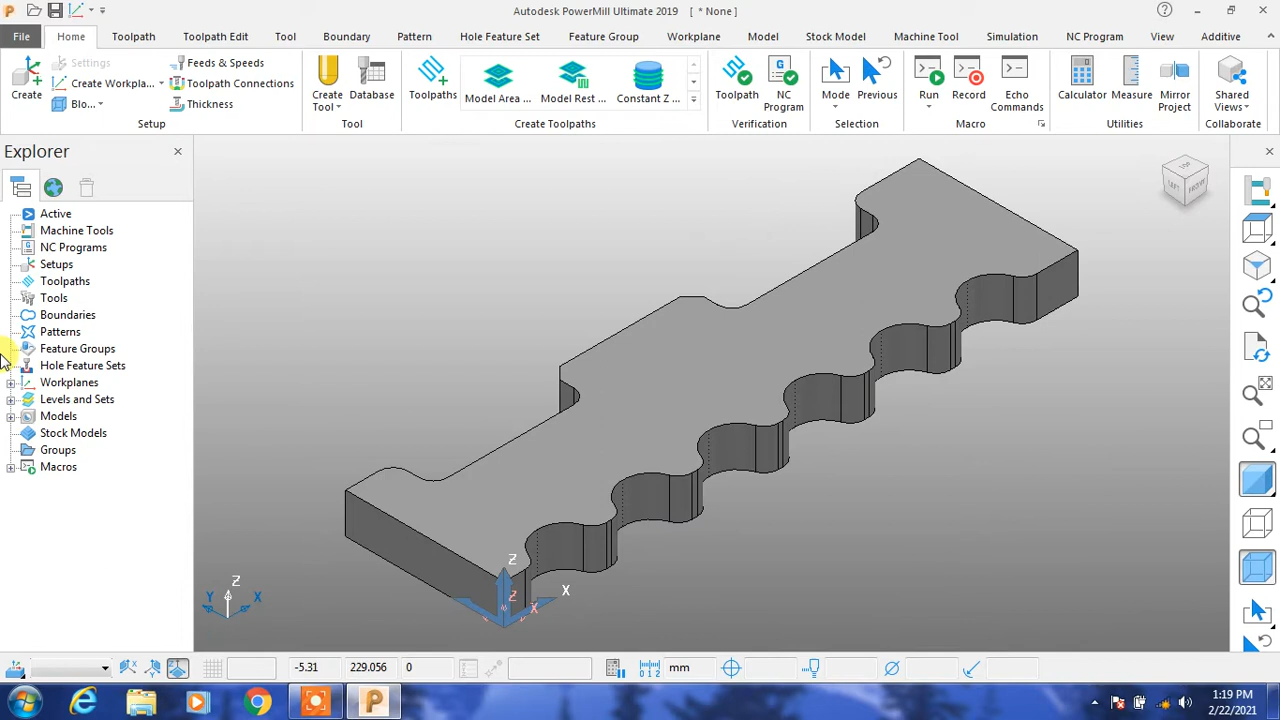 Autodesk PowerMill Ultimate 2019 [ * None ]
File Home Toolpath Toolpath Edit Tool Boundary Pattern Hole Feature Set Feature Group Workplane Model Stock Model Machine Tool Simulation NC Program View Additive
Create
Settings
Create Workpla...
Blo...
Feeds & Speeds
Toolpath Connections
Thickness
Setup
Create Tool
Database
Tool
Toolpaths
Model Area ...
Model Rest ...
Constant Z ...
Create Toolpaths
Toolpath
NC Program
Verification
Mode
Previous
Selection
Run
Record
Echo Commands
Macro
Calculator
Measure
Mirror Project
Utilities
Shared Views
Collaborate
Explorer
Active
Machine Tools
NC Programs
Setups
Toolpaths
Tools
Boundaries
Patterns
Feature Groups
Hole Feature Sets
Workplanes
Levels and Sets
Models
Stock Models
Groups
Macros
TOP
LEFT
FRONT
Z
X
Z
X
Z
Y
X
-5.31 229.056 0 mm
1:19 PM
2/22/2021